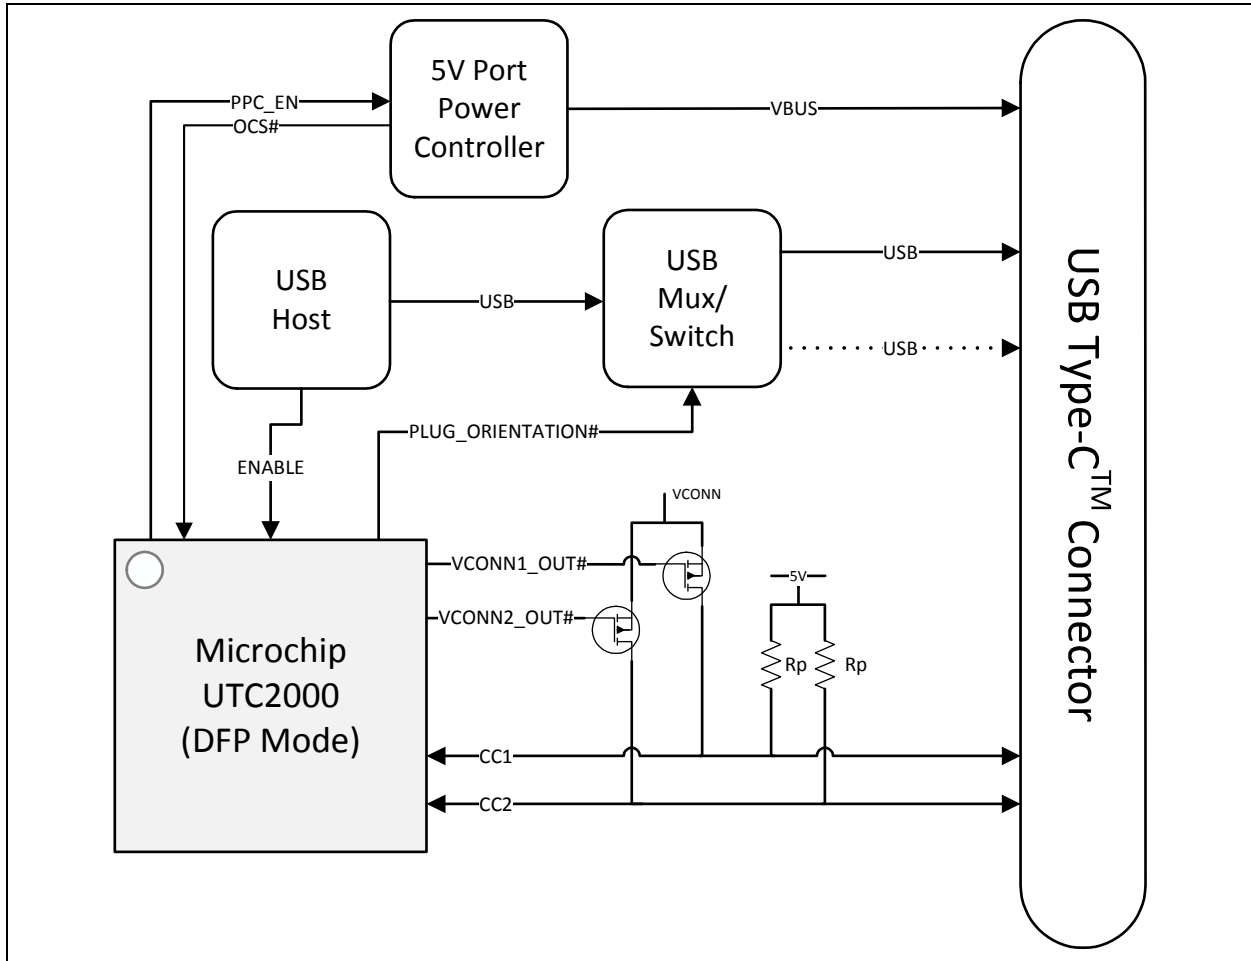 5V Port
Power
Controller
PPC_EN
OCS#
VBUS
USB
Host
USB
USB
Mux/
Switch
USB
USB
PLUG_ORIENTATION#
ENABLE
VCONN
VCONN1_OUT#
VCONN2_OUT#
5V
Rp
Rp
Microchip
UTC2000
(DFP Mode)
CC1
CC2
USB Type-C™ Connector